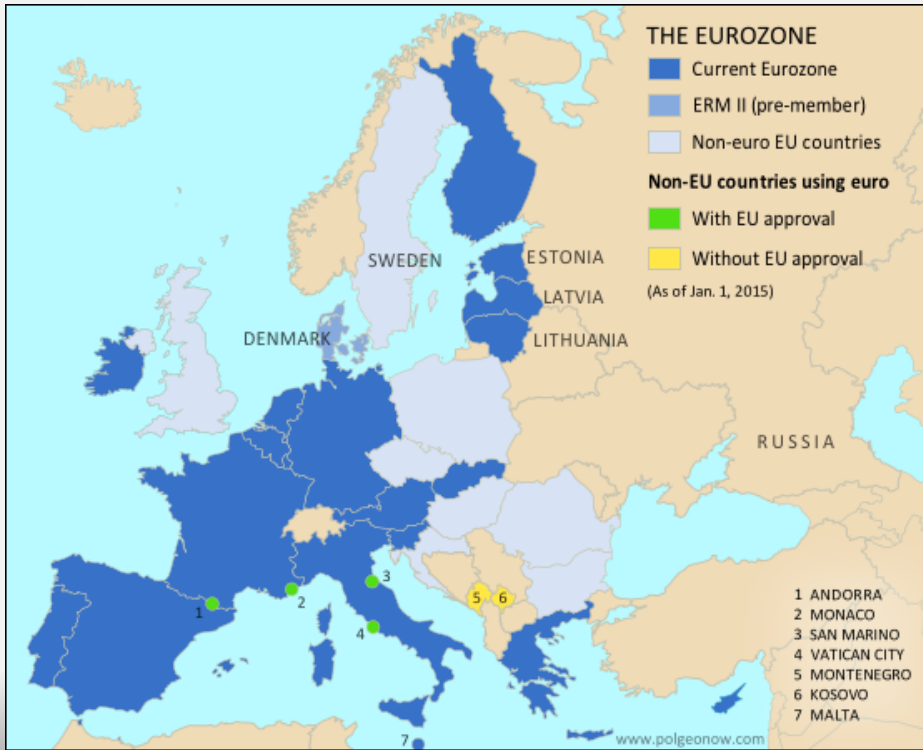 THE EUROZONE
Current Eurozone
ERM II (pre-member)
Non-euro EU countries
Non-EU countries using euro
With EU approval
Without EU approval
(As of Jan. 1, 2015)
SWEDEN
ESTONIA
LATVIA
DENMARK
LITHUANIA
RUSSIA
1
2
3
4
5
6
7
1 ANDORRA
2 MONACO
3 SAN MARINO
4 VATICAN CITY
5 MONTENEGRO
6 KOSOVO
7 MALTA
www.polgeonow.com